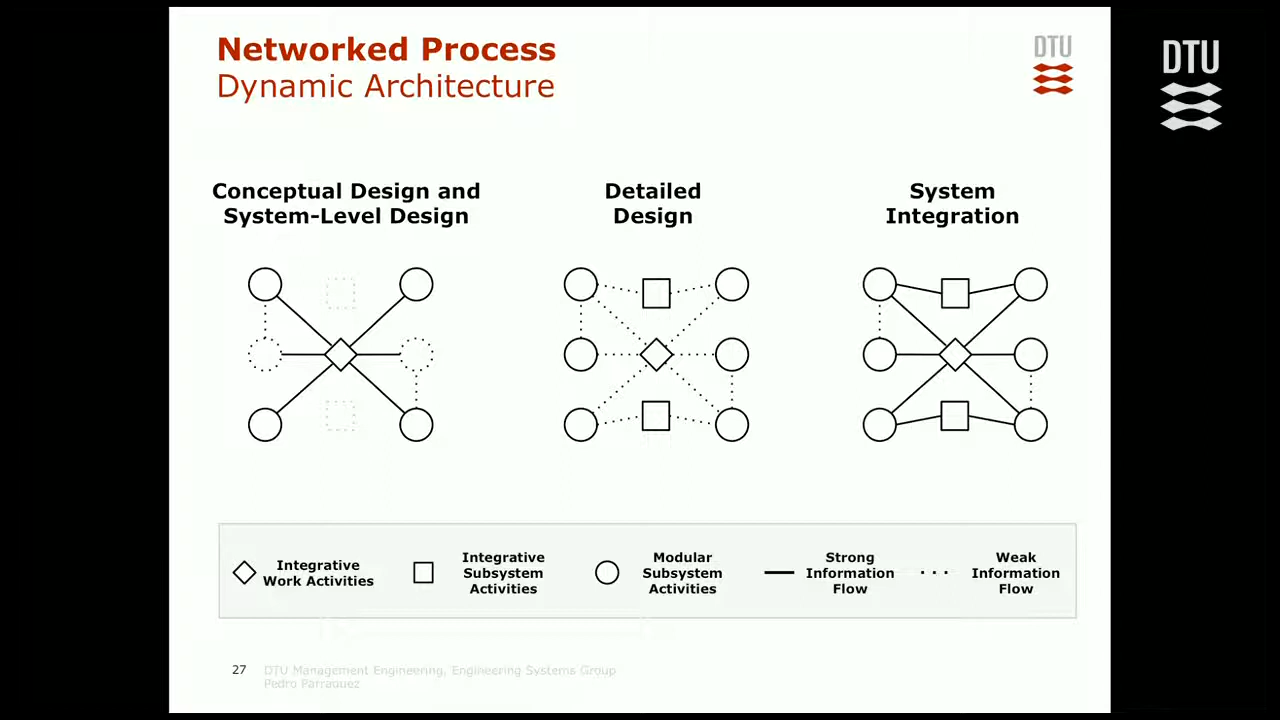 Networked Process
Dynamic Architecture
DTU
DTU
Conceptual Design and
System-Level Design
Detailed
Design
System
Integration
Integrative
Work Activities
Integrative
Subsystem
Activities
Modular
Subsystem
Activities
Strong
Information
Flow
Weak
Information
Flow
27
DTU Management Engineering, Engineering Systems Group
Pedro Parraguez